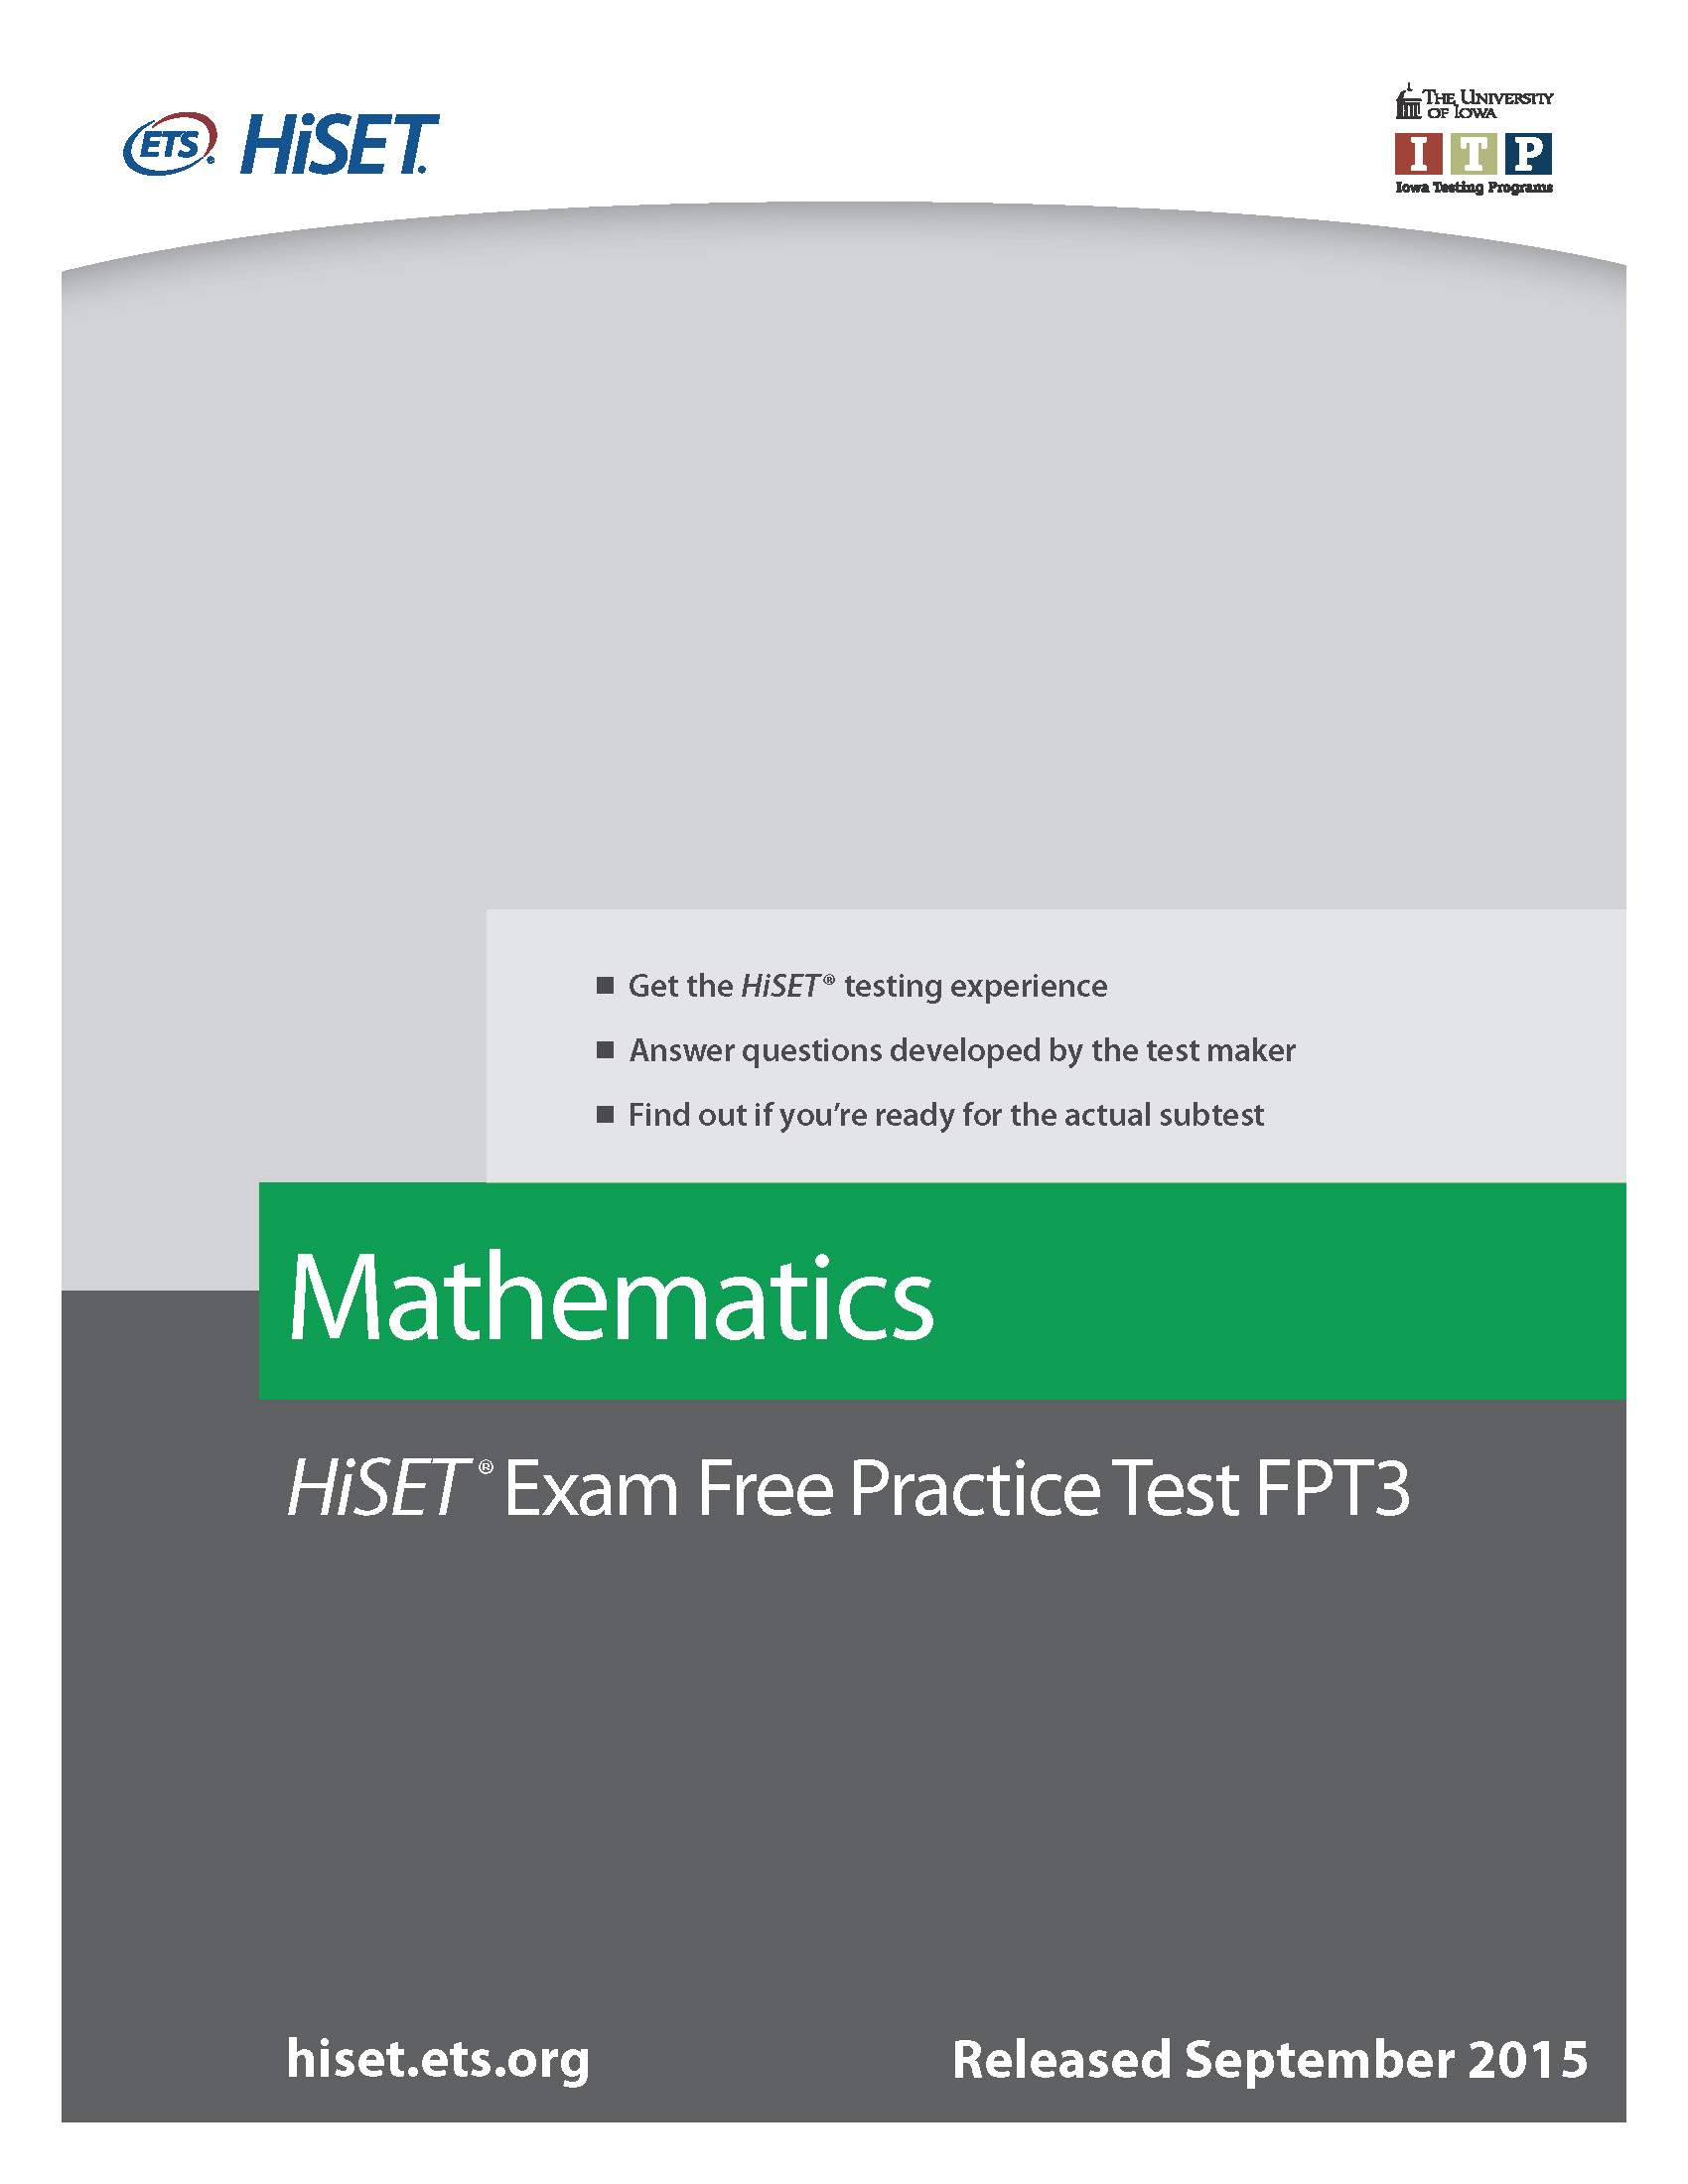 ETS® HiSET®
THE UNIVERSITY
OF IOWA
ITP
Iowa Testing Programs
■ Get the HiSET® testing experience
■ Answer questions developed by the test maker
■ Find out if you’re ready for the actual subtest
Mathematics
HiSET® Exam Free Practice Test FPT3
hiset.ets.org Released September 2015